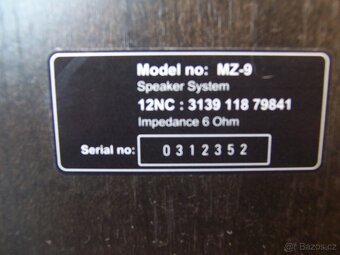 Model no: MZ-9
Speaker System
12NC : 3139 118 79841
Impedance 6 Ohm
Serial no: 0312352
© Bazos.cz